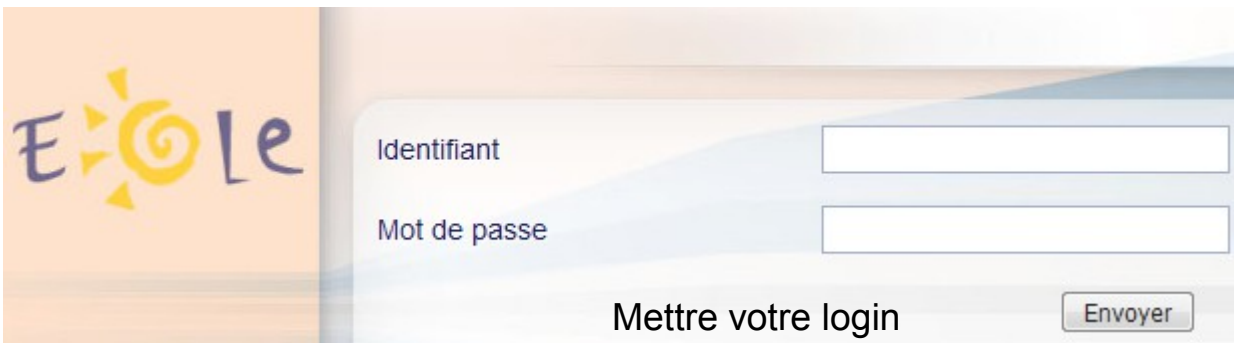 EOLE
Identifiant
Mot de passe
Mettre votre login
Envoyer